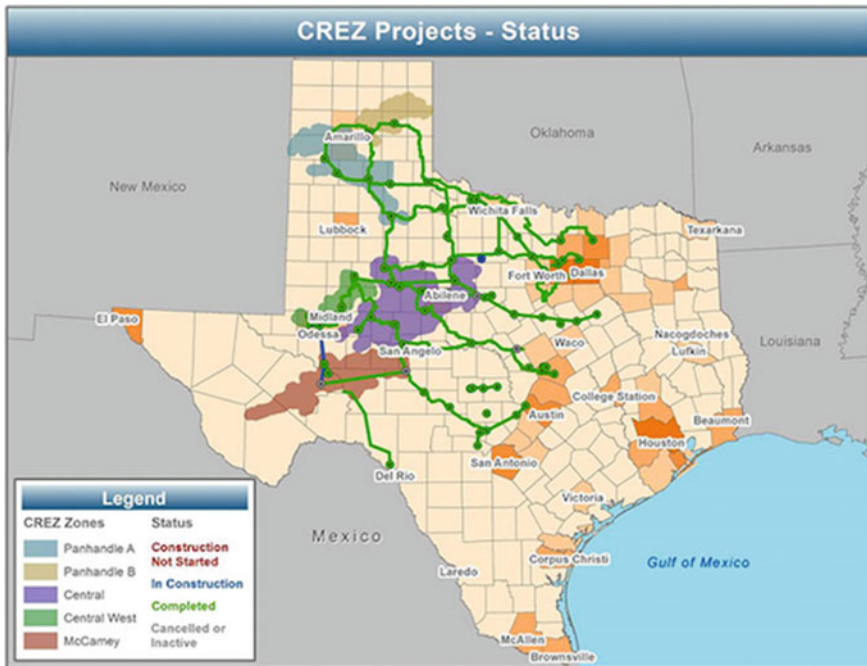 CREZ Projects - Status
Oklahoma
Arkansas
New Mexico
Amarillo
Lubbock
Wichita Falls
Texarkana
Fort Worth
Dallas
Abilene
El Paso
Midland
Odessa
San Angelo
Waco
Nacogdoches
Lufkin
Louisiana
College Station
Austin
Beaumont
Houston
San Antonio
Del Rio
Victoria
Mexico
Corpus Christi
Gulf of Mexico
Laredo
McAllen
Brownsville
Legend
CREZ Zones
Status
Panhandle A
Construction
Not Started
Panhandle B
In Construction
Central
Completed
Central West
Cancelled or
Inactive
McCamey